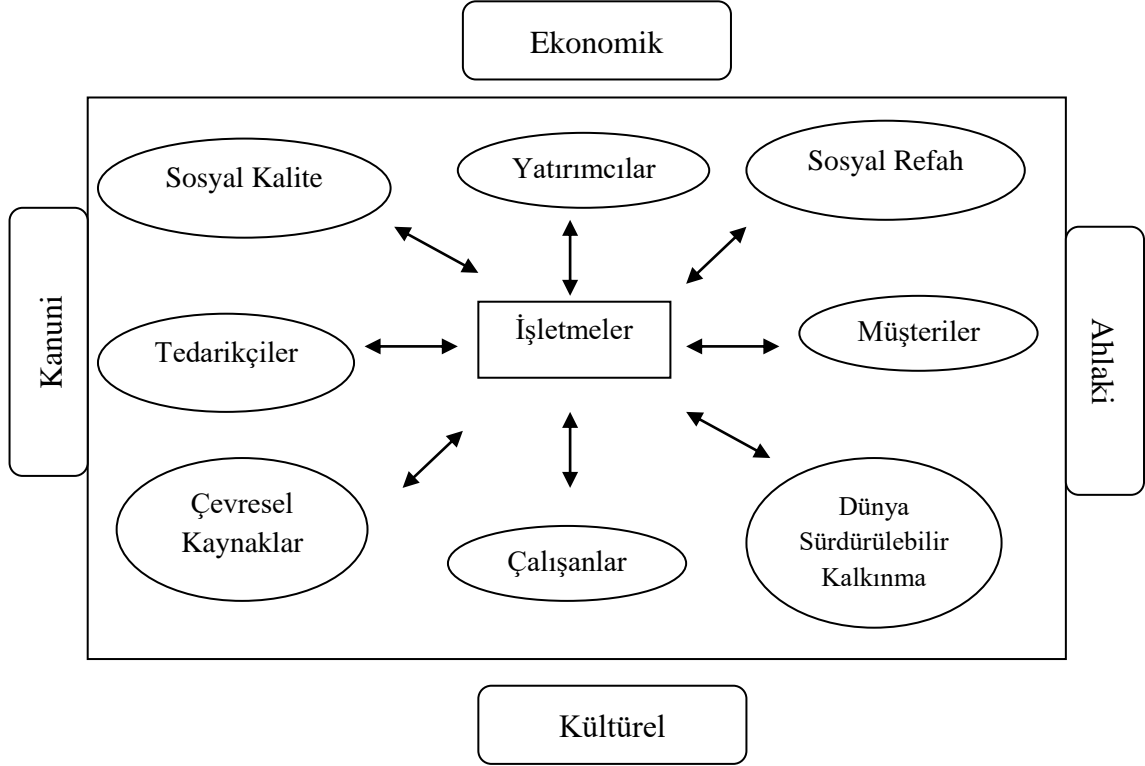 Ekonomik
Sosyal Kalite
Yatırımcılar
Sosyal Refah
Kanuni
Tedarikçiler
İşletmeler
Müşteriler
Ahlaki
Çevresel
Kaynaklar
Çalışanlar
Dünya
Sürdürülebilir
Kalkınma
Kültürel